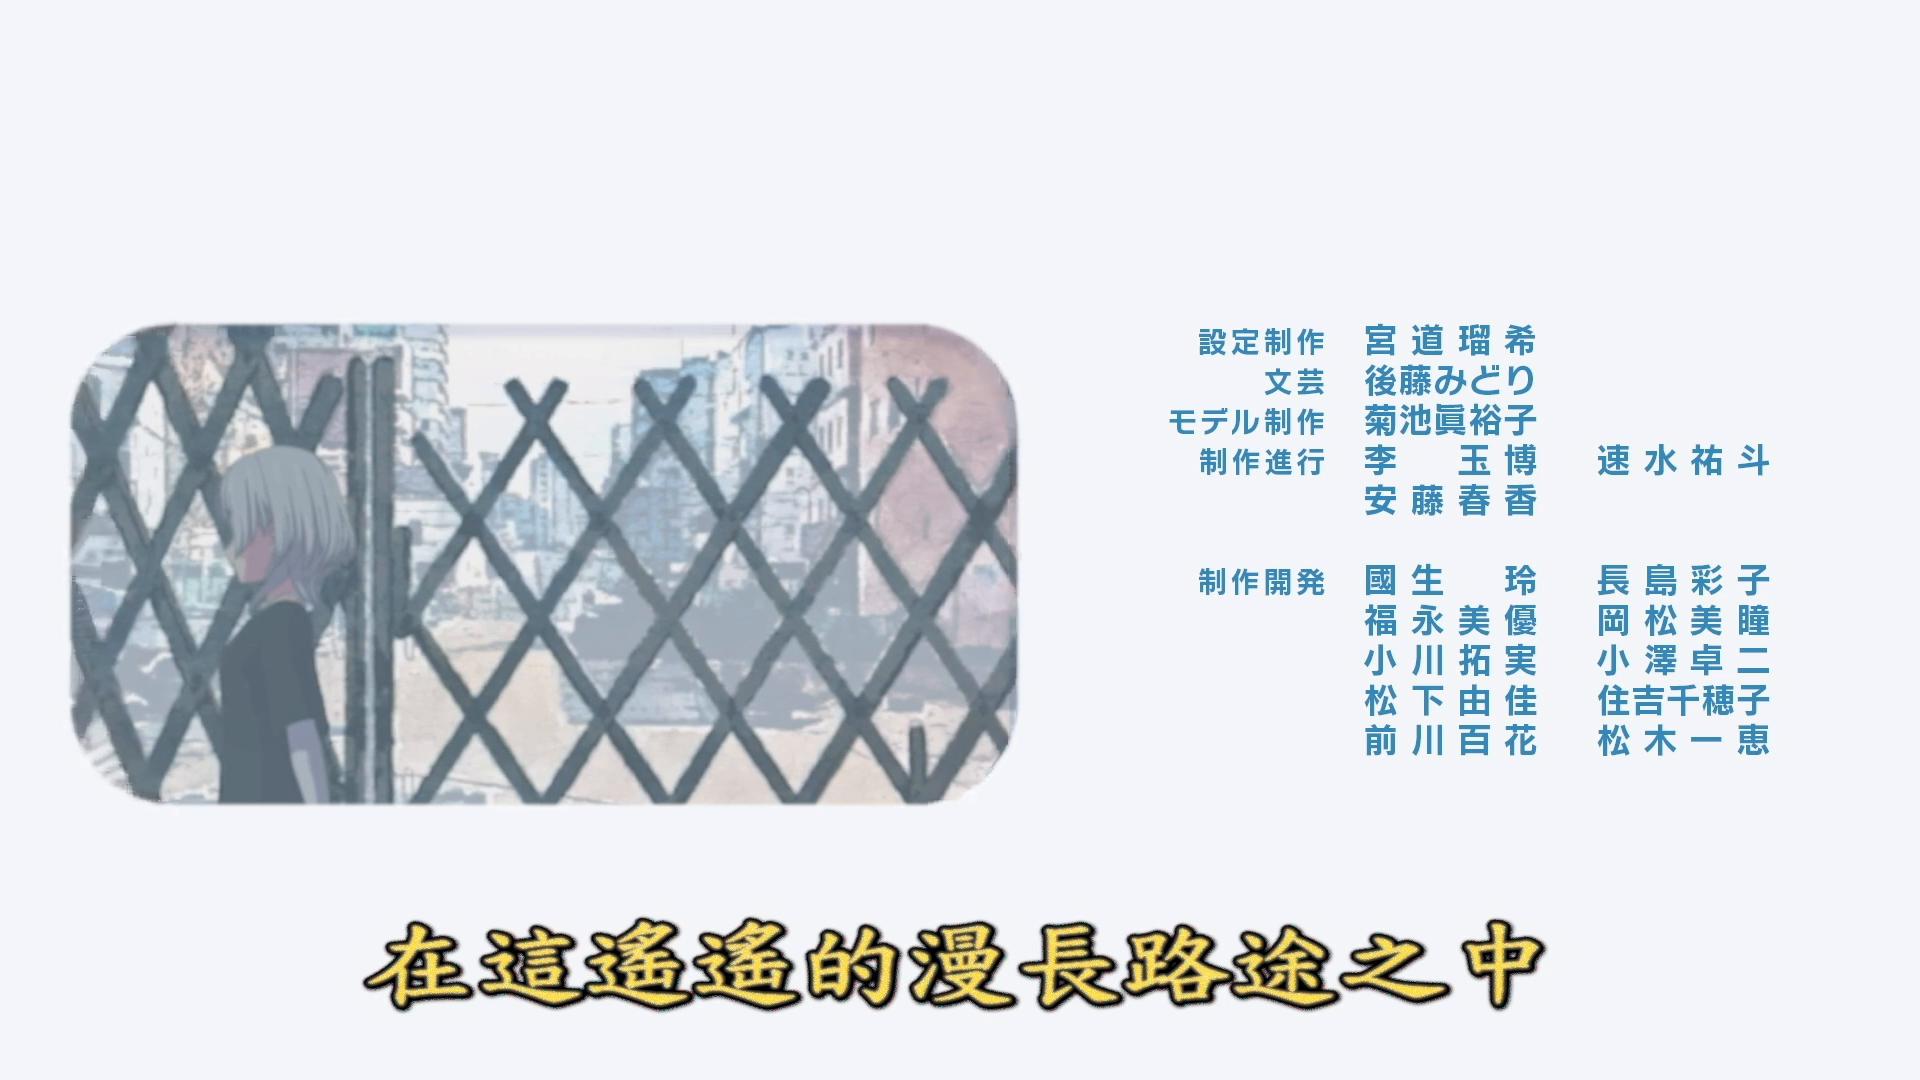 設定制作 宮道瑠希
文芸 後藤みどり
モデル制作 菊池眞裕子
制作進行 李 玉博 速水祐斗
安藤春香
制作開発 國生 玲 長島彩子
福永美優 岡松美瞳
小川拓実 小澤卓二
松下由佳 住吉千穂子
前川百花 松木一恵
在這遙遙的漫長路途之中